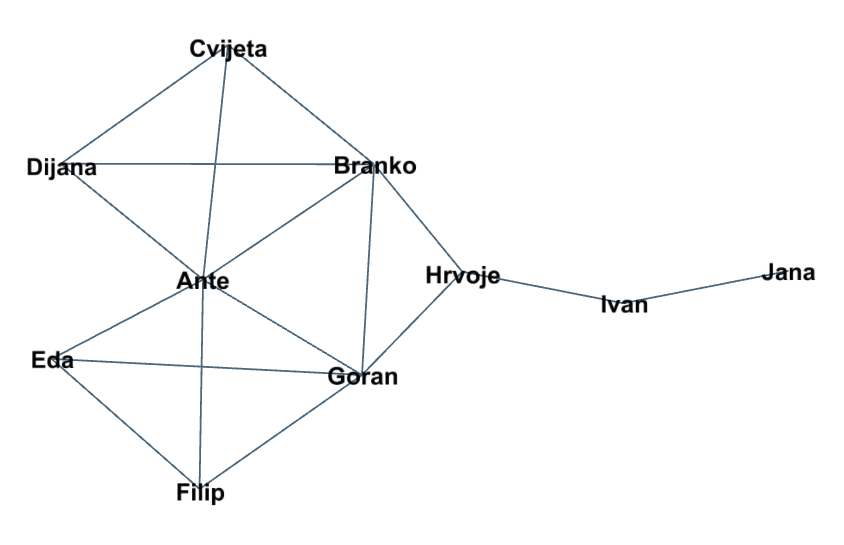 Cvijeta
Dijana
Branko
Ante
Hrvoje
Jana
Ivan
Eda
Goran
Filip